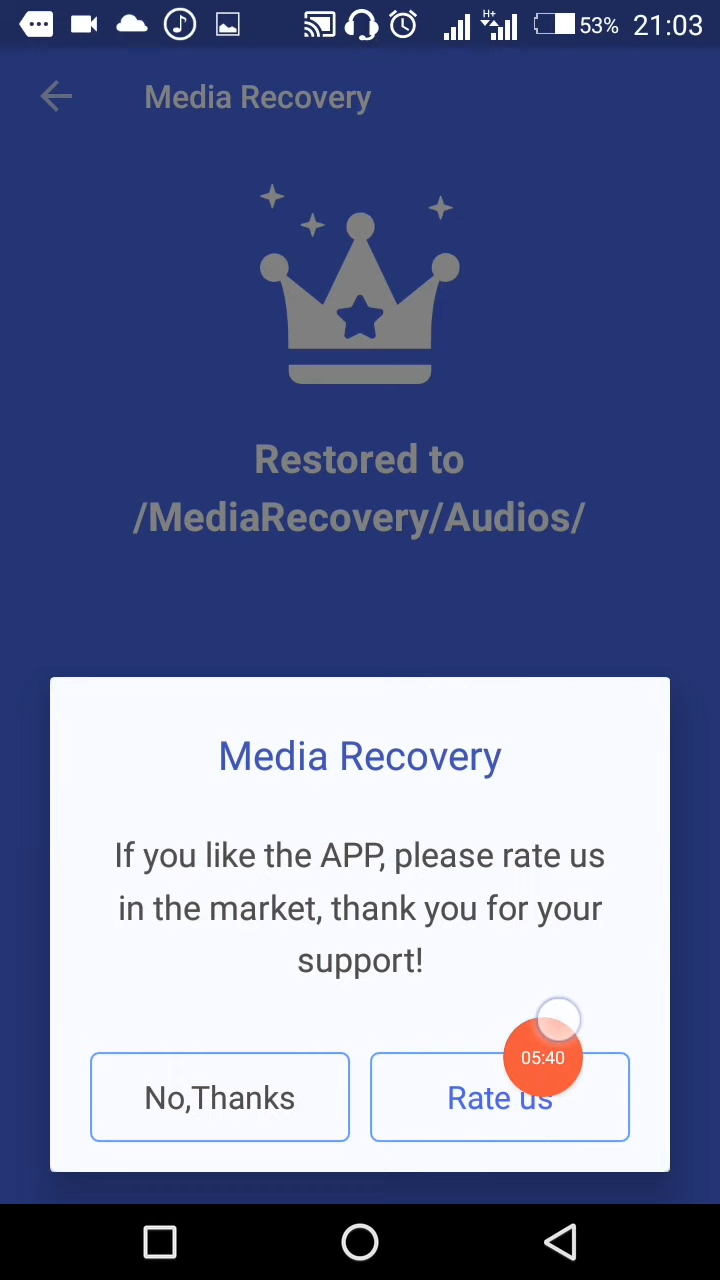 H+
53%
21:03
Media Recovery
Restored to
/MediaRecovery/Audios/
Media Recovery
If you like the APP, please rate us
in the market, thank you for your
support!
05:40
No,Thanks
Rate us